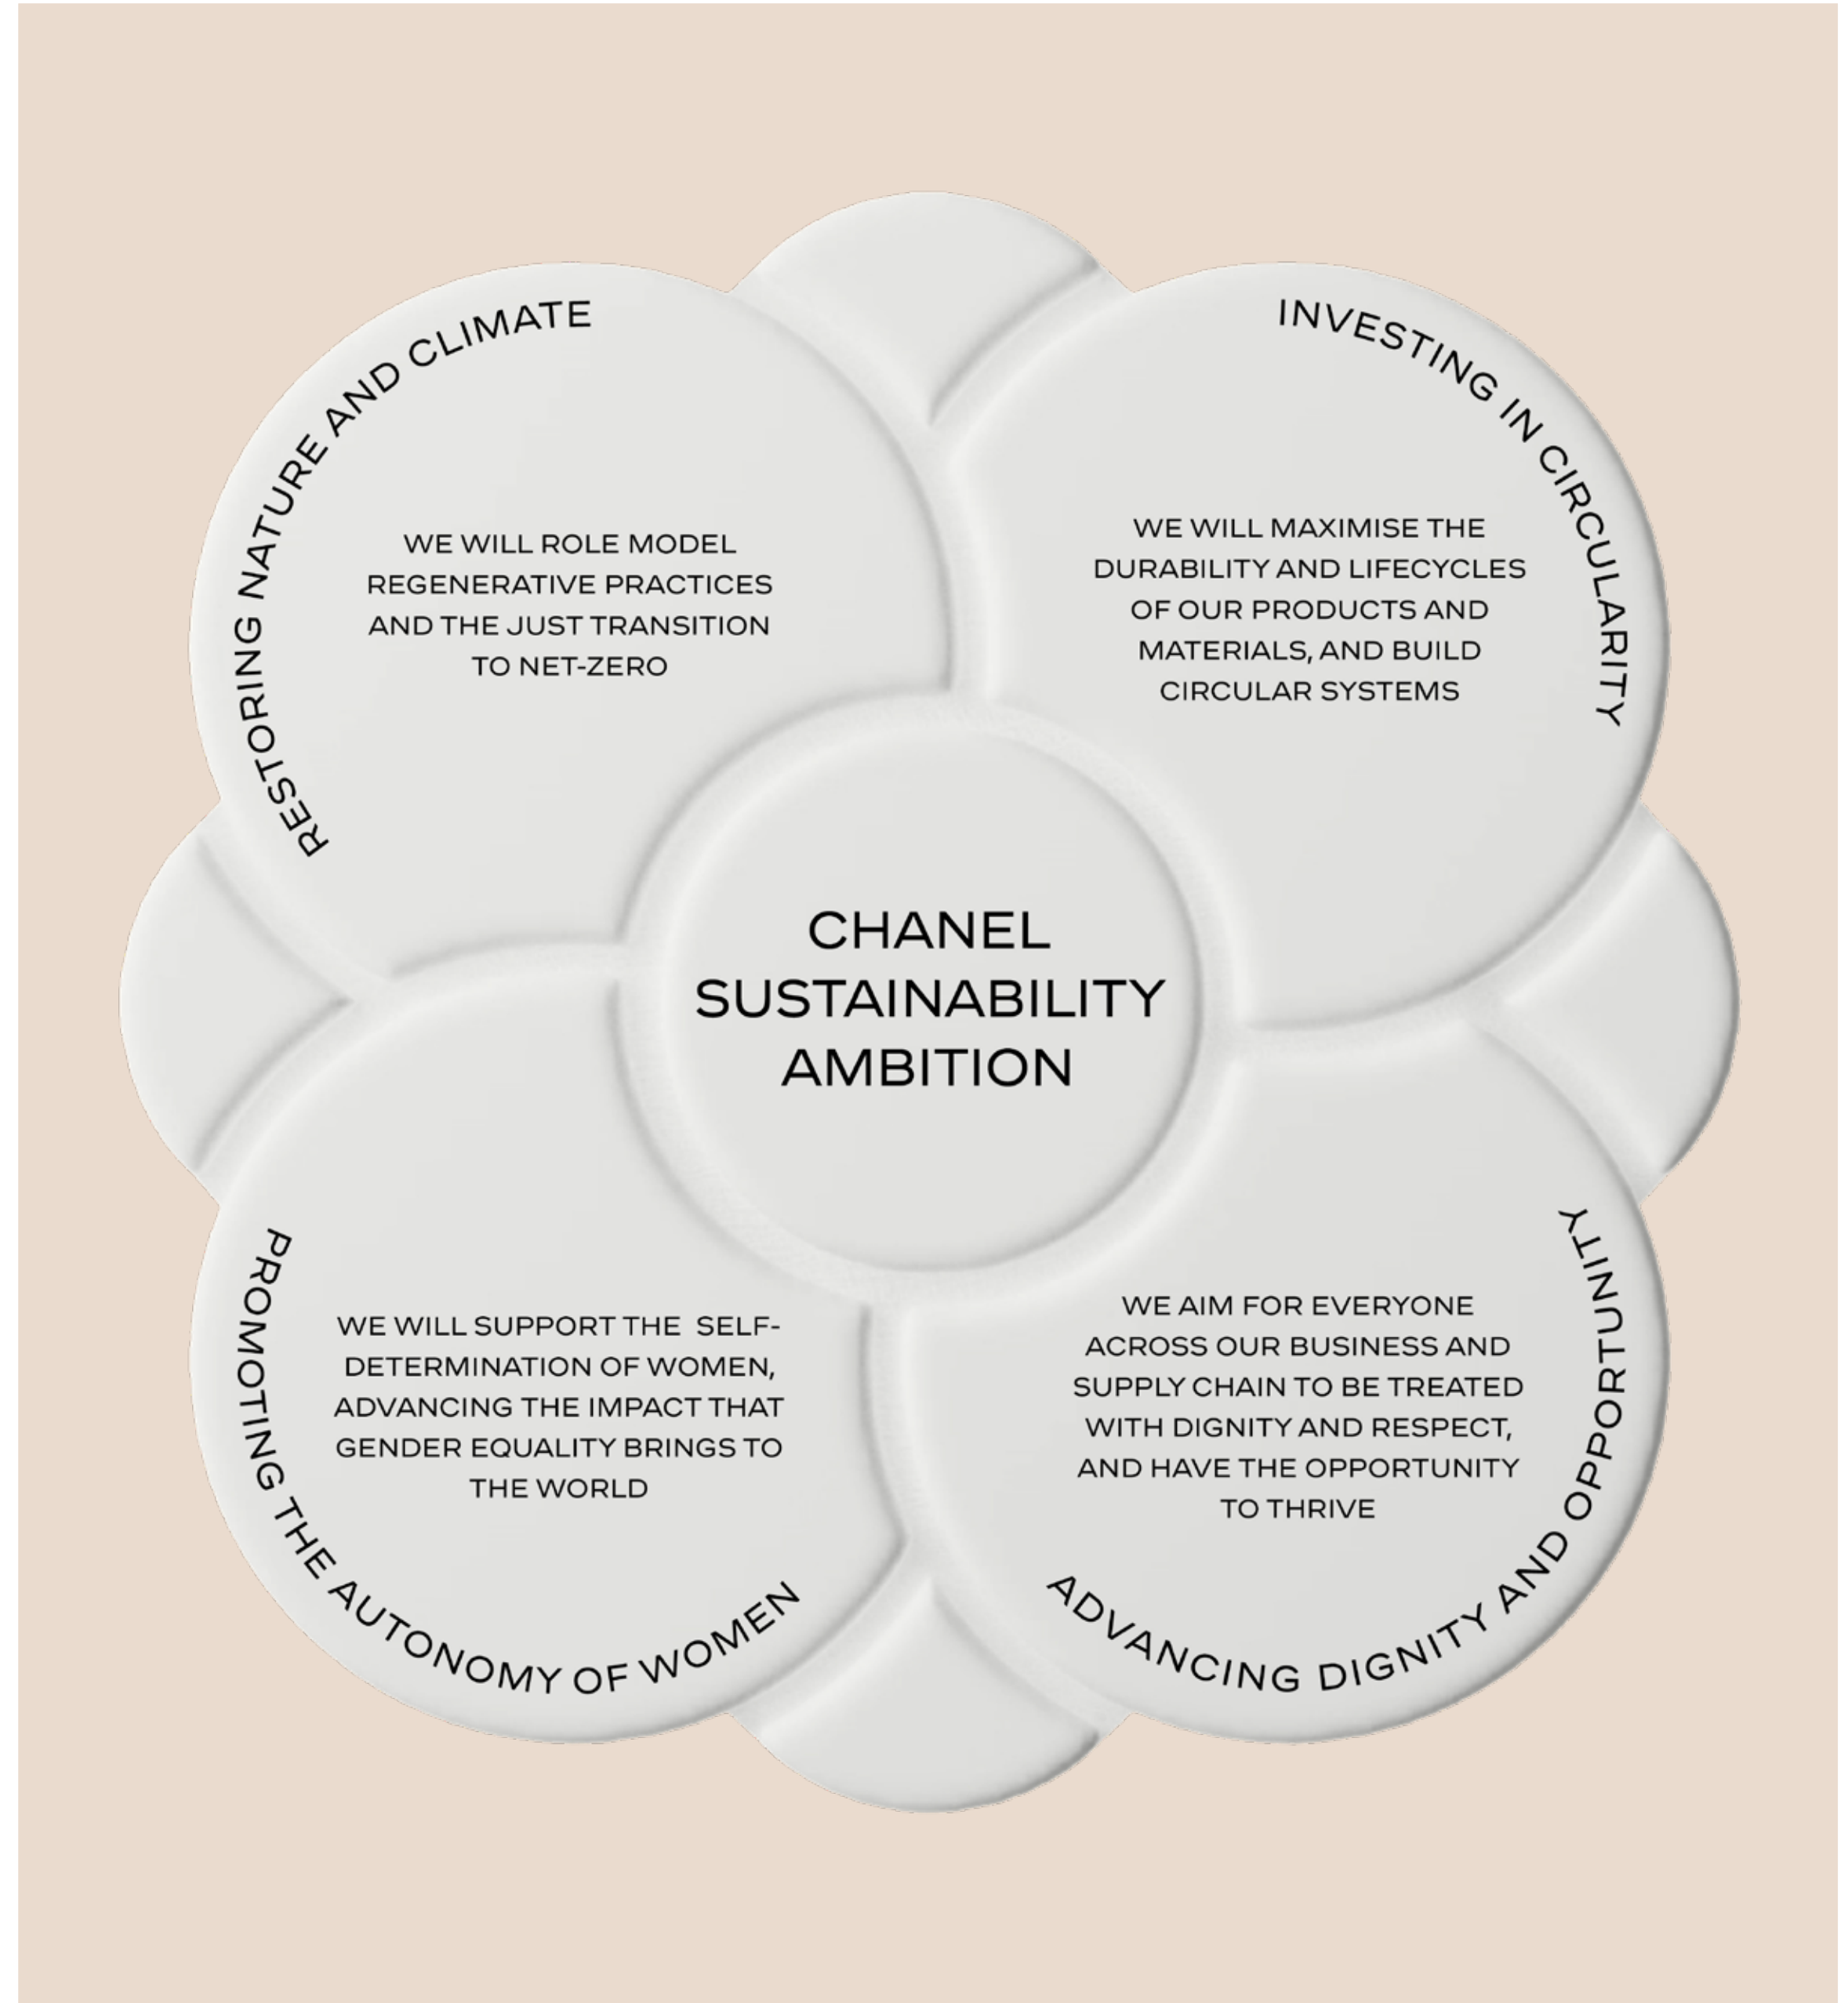 RESTORING NATURE AND CLIMATE
WE WILL ROLE MODEL
REGENERATIVE PRACTICES
AND THE JUST TRANSITION
TO NET-ZERO
INVESTING IN CIRCULARITY
WE WILL MAXIMISE THE
DURABILITY AND LIFECYCLES
OF OUR PRODUCTS AND
MATERIALS, AND BUILD
CIRCULAR SYSTEMS
CHANEL
SUSTAINABILITY
AMBITION
WE WILL SUPPORT THE SELF-
DETERMINATION OF WOMEN,
ADVANCING THE IMPACT THAT
GENDER EQUALITY BRINGS TO
THE WORLD
PROMOTING THE AUTONOMY OF WOMEN
WE AIM FOR EVERYONE
ACROSS OUR BUSINESS AND
SUPPLY CHAIN TO BE TREATED
WITH DIGNITY AND RESPECT,
AND HAVE THE OPPORTUNITY
TO THRIVE
ADVANCING DIGNITY AND OPPORTUNITY